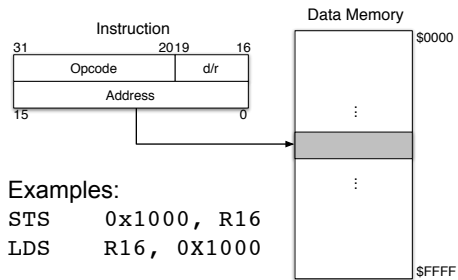 Instruction
31 20 19 16
Opcode d/r
Address
15 0
Data Memory
$0000
⋮
⋮
$FFFF
Examples:
STS 0x1000, R16
LDS R16, 0X1000